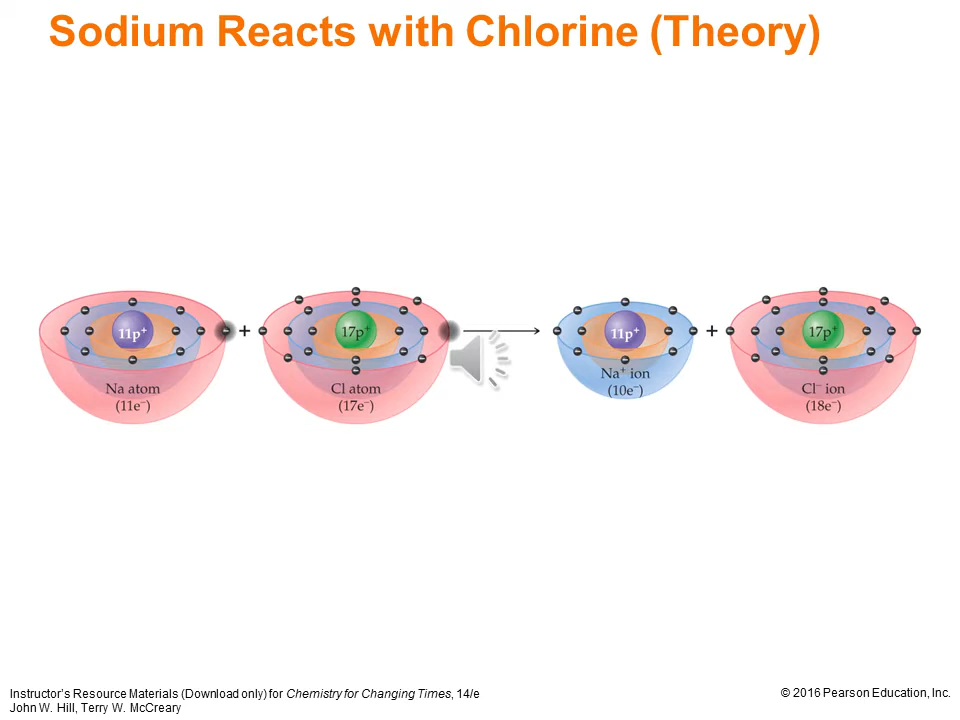 Sodium Reacts with Chlorine (Theory)
11p⁺
+
17p⁺
11p⁺
+
17p⁺
Na atom
(11e⁻)
Cl atom
(17e⁻)
Na⁺ ion
(10e⁻)
Cl⁻ ion
(18e⁻)
Instructor's Resource Materials (Download only) for Chemistry for Changing Times, 14/e
John W. Hill, Terry W. McCreary
© 2016 Pearson Education, Inc.